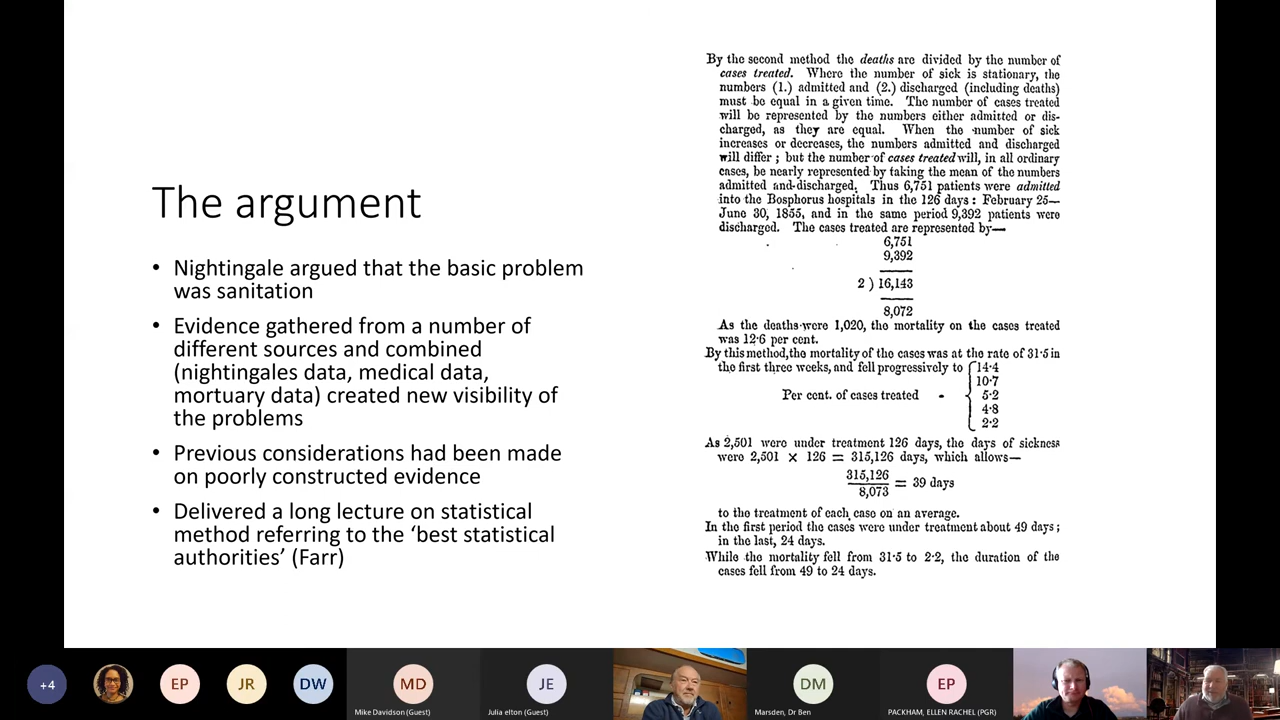 The argument
• Nightingale argued that the basic problem
was sanitation
• Evidence gathered from a number of
different sources and combined
(nightingales data, medical data,
mortuary data) created new visibility of
the problems
• Previous considerations had been made
on poorly constructed evidence
• Delivered a long lecture on statistical
method referring to the ‘best statistical
authorities’ (Farr)
By the second method the deaths are divided by the number of
cases treated. Where the number of sick is stationary, the
numbers (1.) admitted and (2.) discharged (including deaths)
must be equal in a given time. The number of cases treated
will be represented by the numbers either admitted or dis-
charged, as they are equal. When the number of sick
increases or decreases, the numbers admitted and discharged
will differ; but the number of cases treated will, in all ordinary
cases, be nearly represented by taking the mean of the numbers
admitted and discharged. Thus 6,751 patients were admitted
into the Bosphorus hospitals in the 126 days: February 25—
June 30, 1855, and in the same period 9,392 patients were
discharged. The cases treated are represented by—
6,751
9,392
2 ) 16,143
8,072
As the deaths were 1,020, the mortality on the cases treated
was 12·6 per cent.
By this method, the mortality of the cases was at the rate of 31·5 in
the first three weeks, and fell progressively to { 14·4
10·7
Per cent. of cases treated - 5·2
4·8
2·2
As 2,501 were under treatment 126 days, the days of sickness
were 2,501 × 126 = 315,126 days, which allows—
315,126
8,073 = 39 days
to the treatment of each case on an average.
In the first period the cases were under treatment about 49 days;
in the last, 24 days.
While the mortality fell from 31·5 to 2·2, the duration of the
cases fell from 49 to 24 days.
+4
EP
JR
DW
MD
Mike Davidson (Guest)
JE
Julia elton (Guest)
DM
Marsden, Dr Ben
EP
PACKHAM, ELLEN RACHEL (PGR)